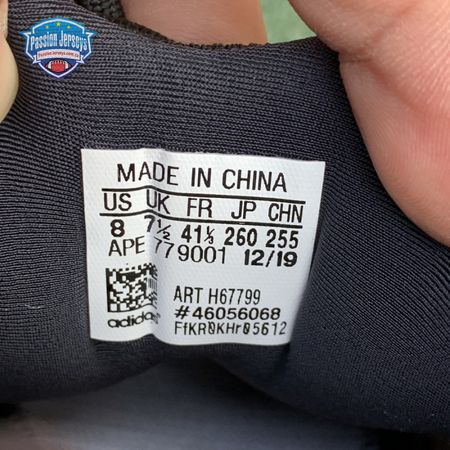 Passion Jerseys
MADE IN CHINA
US UK FR JP CHN
8 7½ 41⅓ 260 255
APE 779001 12/19
ART H67799
#46056068
adidas
FfKR0KHr05612